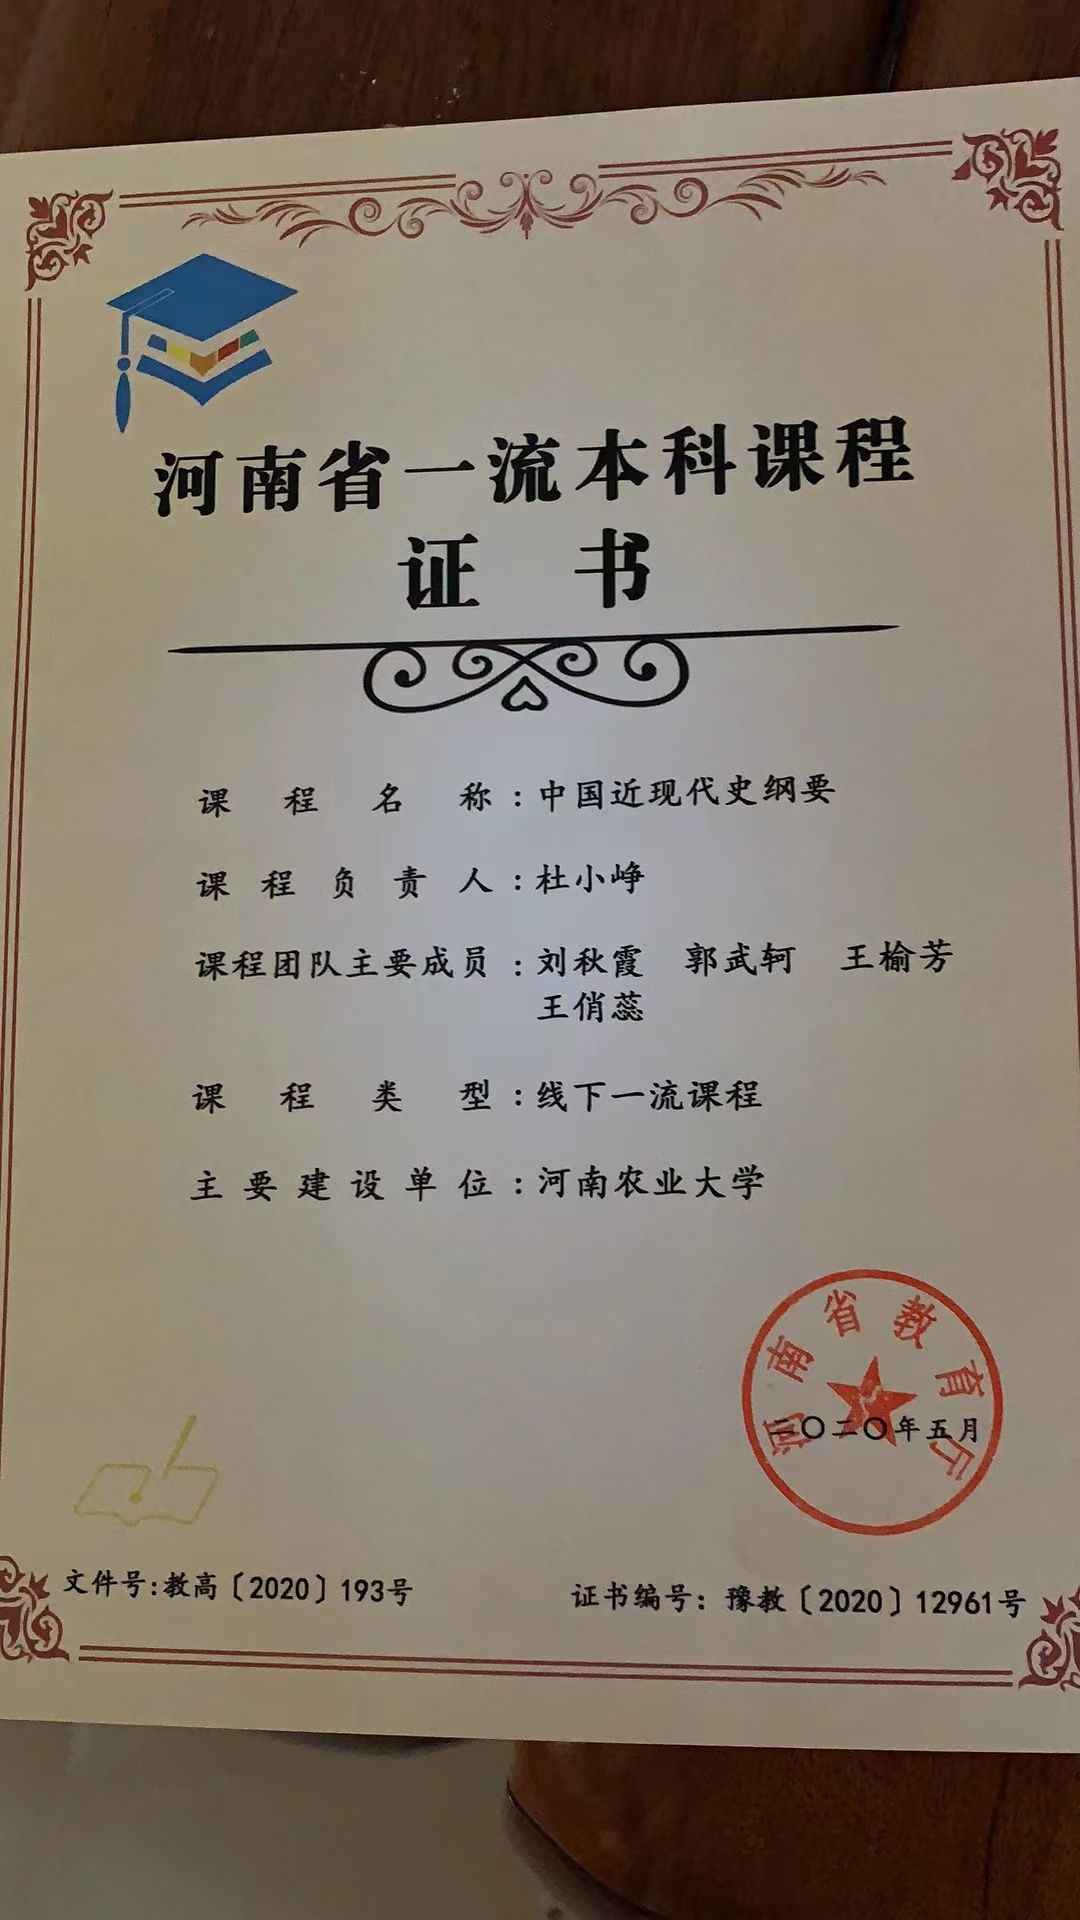 河南省一流本科课程
证 书
课程名称：中国近现代史纲要
课程负责人：杜小峥
课程团队主要成员：刘秋霞 郭武轲 王榆芳
王俏蕊
课程类型：线下一流课程
主要建设单位：河南农业大学
河南省教育厅
二〇二〇年五月
文件号:教高〔2020〕193号
证书编号：豫教〔2020〕12961号